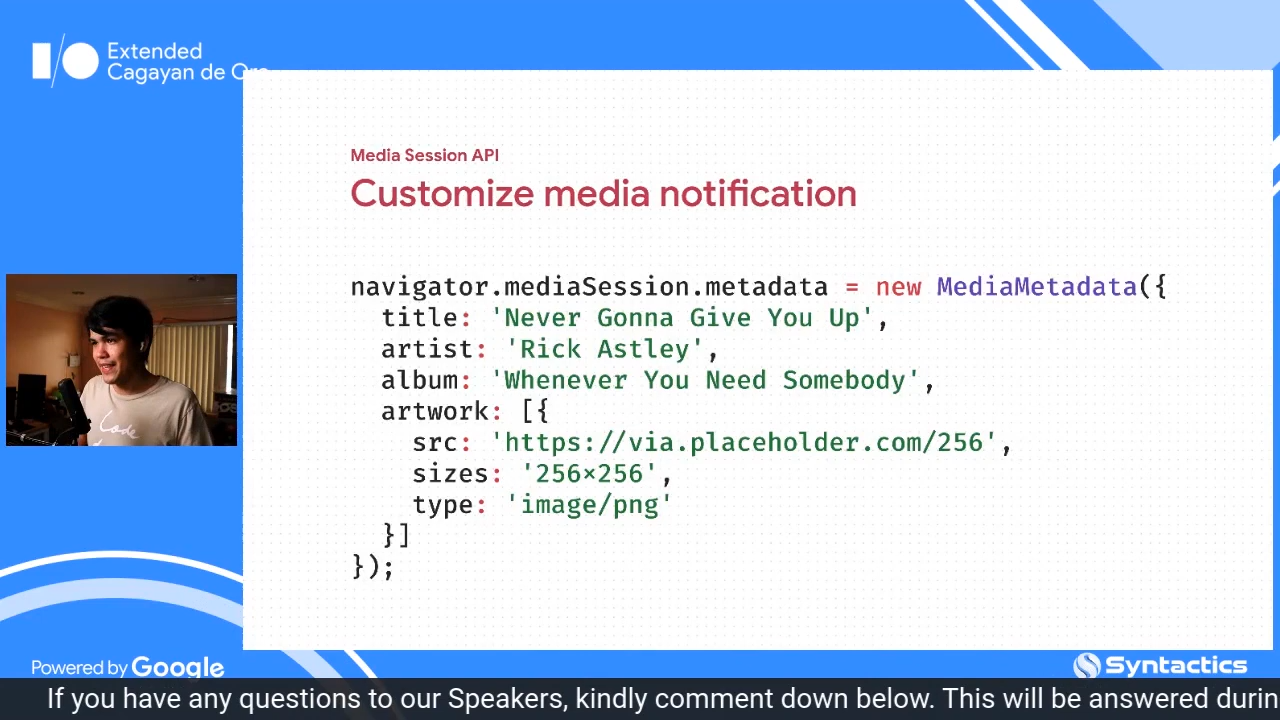 Extended
Cagayan de Oro
Media Session API
Customize media notification
navigator.mediaSession.metadata = new MediaMetadata({
title: 'Never Gonna Give You Up',
artist: 'Rick Astley',
album: 'Whenever You Need Somebody',
artwork: [{
src: 'https://via.placeholder.com/256',
sizes: '256×256',
type: 'image/png'
}]
});
Code
Powered by Google
Syntactics
If you have any questions to our Speakers, kindly comment down below. This will be answered durin